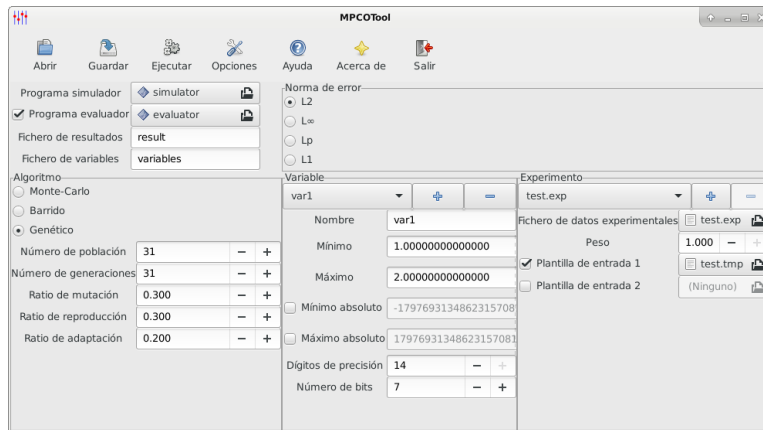 MPCOTool
Abrir
Guardar
Ejecutar
Opciones
Ayuda
Acerca de
Salir
Programa simulador
simulator
Programa evaluador
evaluator
Fichero de resultados
result
Fichero de variables
variables
Norma de error
L2
L∞
Lp
L1
Algoritmo
Monte-Carlo
Barrido
Genético
Número de población
31
Número de generaciones
31
Ratio de mutación
0.300
Ratio de reproducción
0.300
Ratio de adaptación
0.200
Variable
var1
Nombre
var1
Mínimo
1.00000000000000
Máximo
2.00000000000000
Mínimo absoluto
Máximo absoluto
Dígitos de precisión
14
Número de bits
7
Experimento
test.exp
Fichero de datos experimentales
test.exp
Peso
1.000
Plantilla de entrada 1
test.tmp
Plantilla de entrada 2
(Ninguno)